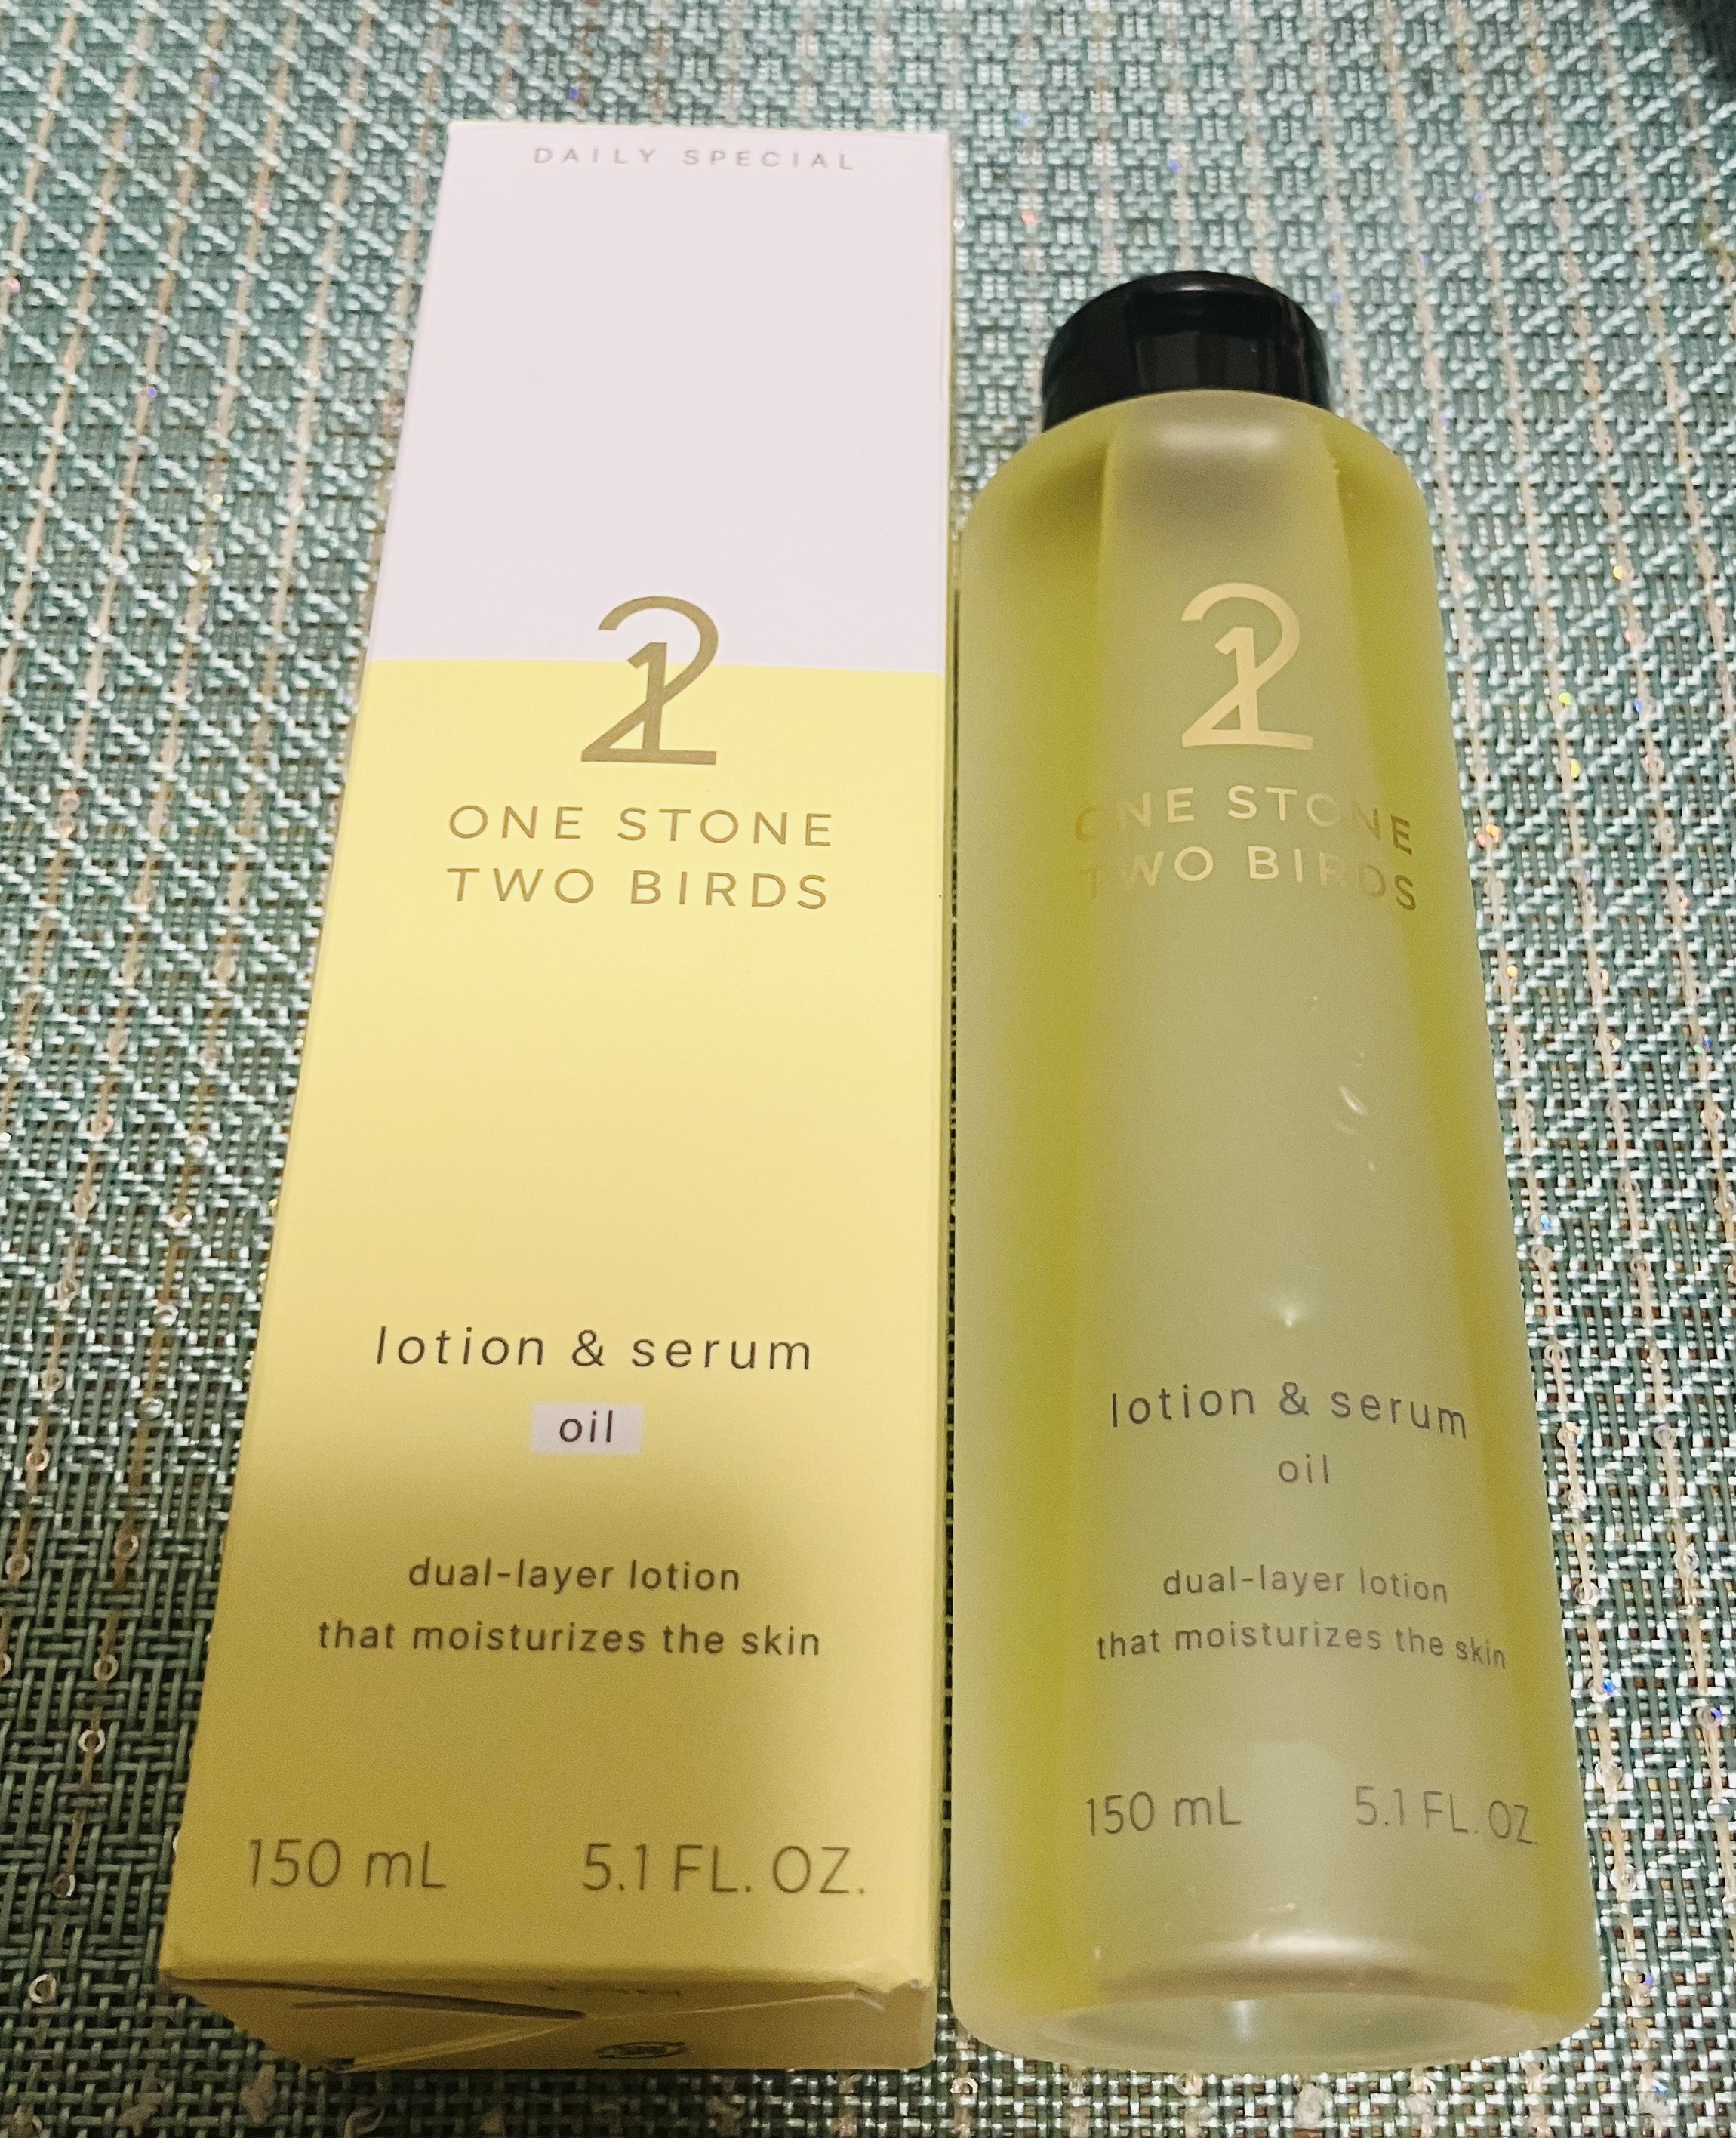 DAILY SPECIAL
21
ONE STONE
TWO BIRDS
lotion & serum
oil
dual-layer lotion
that moisturizes the skin
150 mL 5.1 FL. OZ.
21
ONE STONE
TWO BIRDS
lotion & serum
oil
dual-layer lotion
that moisturizes the skin
150 mL 5.1 FL. OZ.